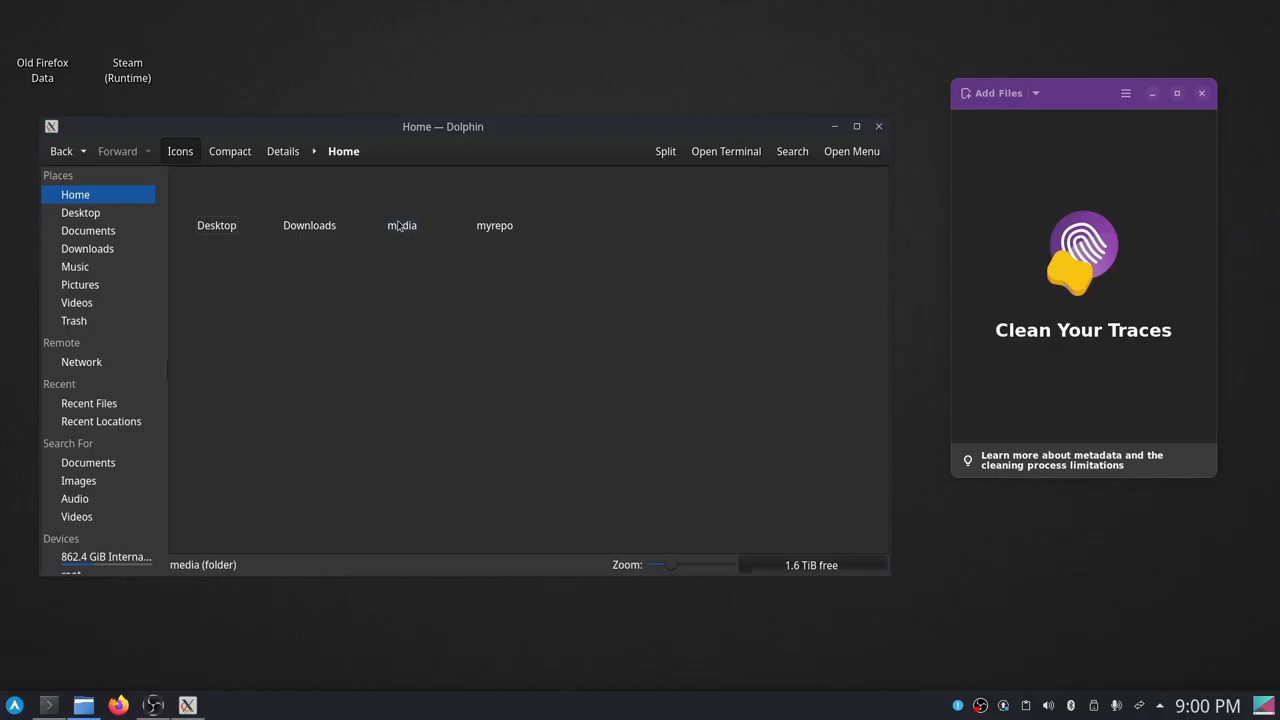 Old Firefox
Data
Steam
(Runtime)
Home — Dolphin
Back
Forward
Icons
Compact
Details
Home
Split
Open Terminal
Search
Open Menu
Places
Home
Desktop
Documents
Downloads
Music
Pictures
Videos
Trash
Remote
Network
Recent
Recent Files
Recent Locations
Search For
Documents
Images
Audio
Videos
Devices
862.4 GiB Interna...
Desktop
Downloads
media
myrepo
media (folder)
Zoom:
1.6 TiB free
Add Files
Clean Your Traces
Learn more about metadata and the
cleaning process limitations
9:00 PM